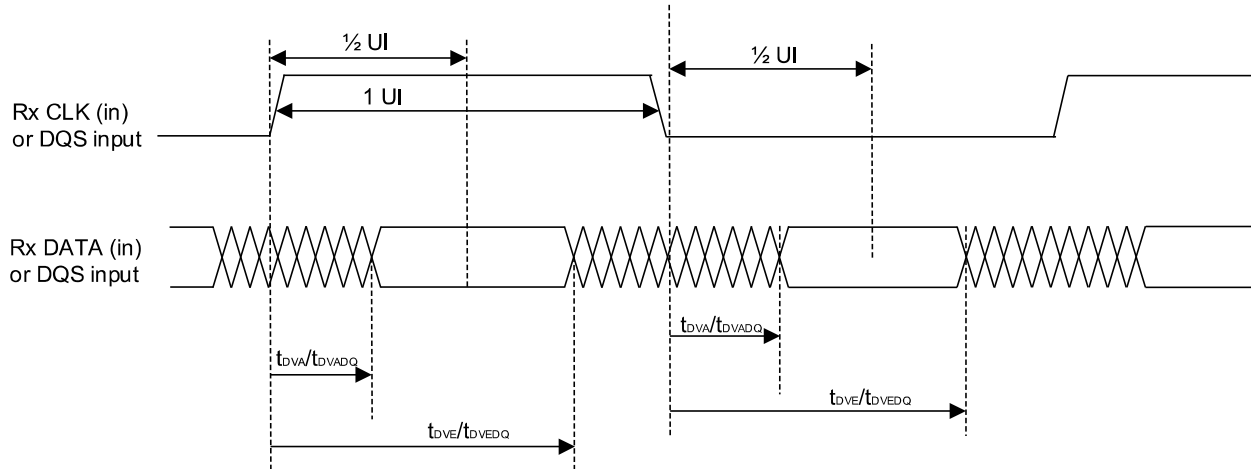 ½ UI
½ UI
Rx CLK (in)
or DQS input
1 UI
Rx DATA (in)
or DQS input
tDVA/tDVADQ
tDVA/tDVADQ
tDVE/tDVEDQ
tDVE/tDVEDQ